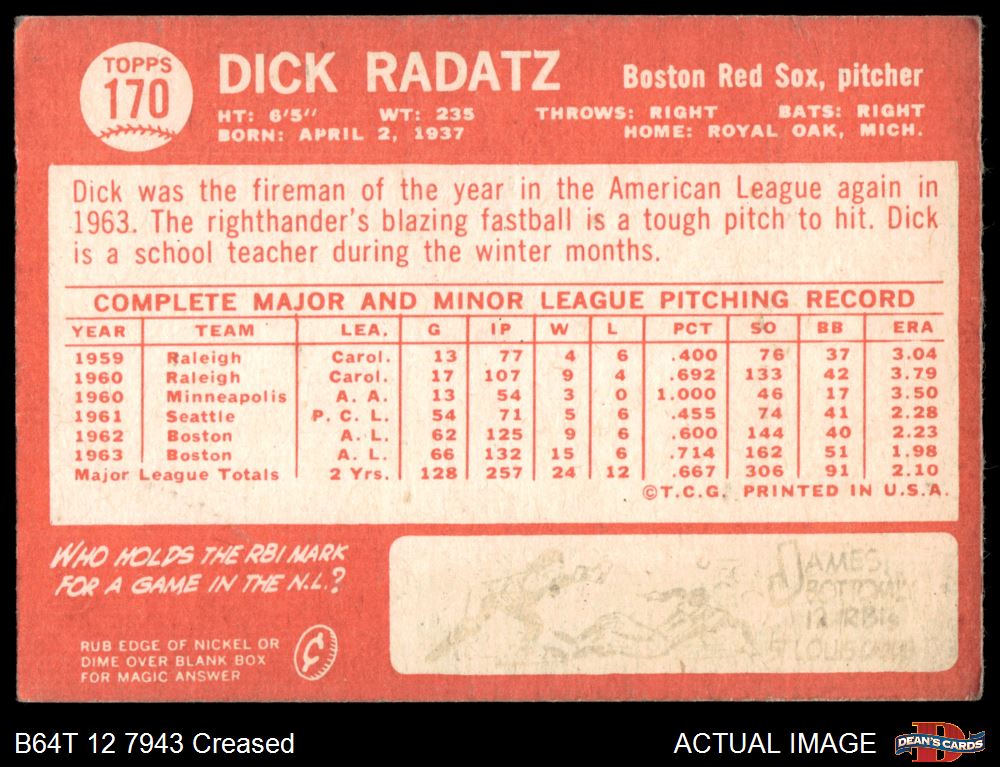 TOPPS
170
DICK RADATZ
Boston Red Sox, pitcher
HT: 6'5" WT: 235 THROWS: RIGHT BATS: RIGHT
BORN: APRIL 2, 1937 HOME: ROYAL OAK, MICH.
Dick was the fireman of the year in the American League again in
1963. The righthander's blazing fastball is a tough pitch to hit. Dick
is a school teacher during the winter months.
COMPLETE MAJOR AND MINOR LEAGUE PITCHING RECORD
YEAR TEAM LEA. G IP W L PCT SO BB ERA
1959 Raleigh Carol. 13 77 4 6 .400 76 37 3.04
1960 Raleigh Carol. 17 107 9 4 .692 133 42 3.79
1960 Minneapolis A. A. 13 54 3 0 1.000 46 17 3.50
1961 Seattle P. C. L. 54 71 5 6 .455 74 41 2.28
1962 Boston A. L. 62 125 9 6 .600 144 40 2.23
1963 Boston A. L. 66 132 15 6 .714 162 51 1.98
Major League Totals 2 Yrs. 128 257 24 12 .667 306 91 2.10
©T.C.G. PRINTED IN U.S.A.
WHO HOLDS THE RBI MARK
FOR A GAME IN THE N.L.?
RUB EDGE OF NICKEL OR
DIME OVER BLANK BOX
FOR MAGIC ANSWER
¢
JAMES
12 RBIs
B64T 12 7943 Creased
ACTUAL IMAGE
D
DEAN'S CARDS